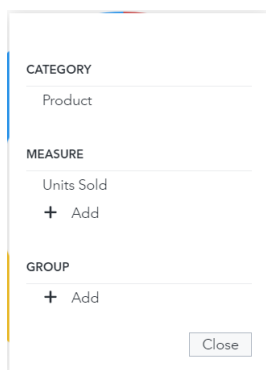 CATEGORY
Product
MEASURE
Units Sold
+ Add
GROUP
+ Add
Close